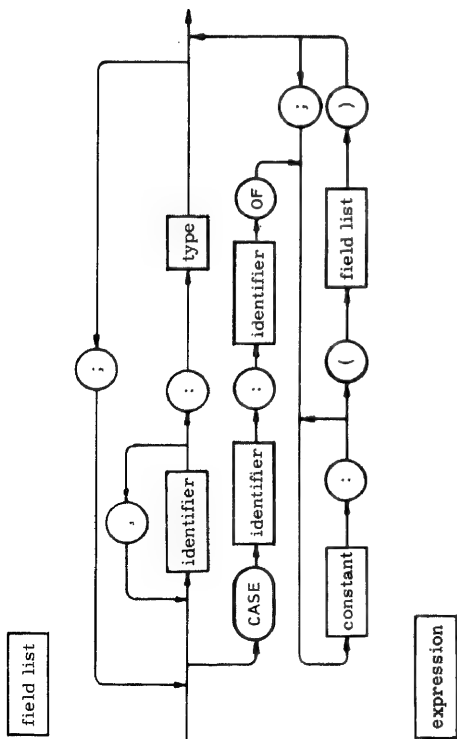 field list
;
,
identifier : type
CASE identifier : identifier OF
;
constant : ( field list )
expression